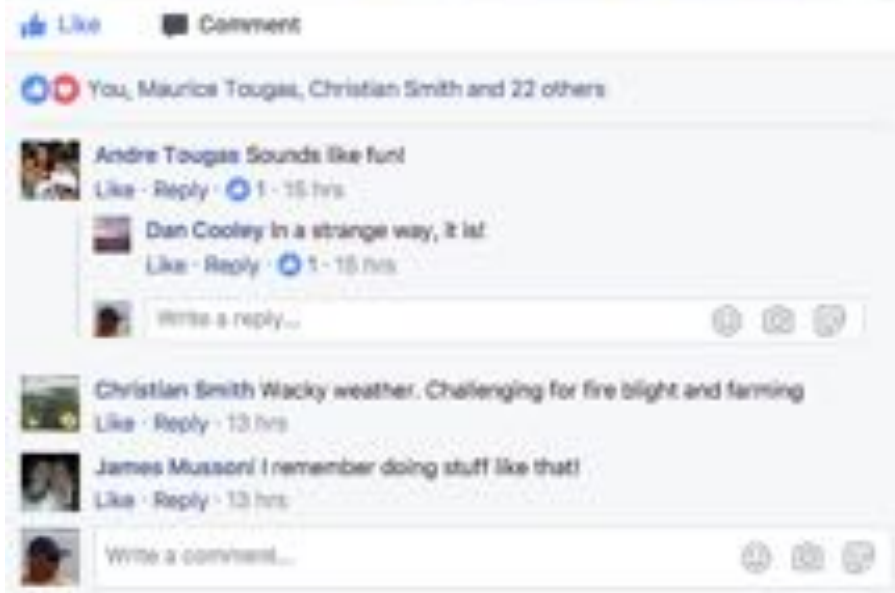 Like Comment
You, Maurice Tougas, Christian Smith and 22 others
Andre Tougas Sounds like fun!
Like · Reply · 1 · 15 hrs
Dan Cooley In a strange way, it is!
Like · Reply · 1 · 15 hrs
Write a reply...
Christian Smith Wacky weather. Challenging for fire blight and farming
Like · Reply · 13 hrs
James Mussoni I remember doing stuff like that!
Like · Reply · 13 hrs
Write a comment...